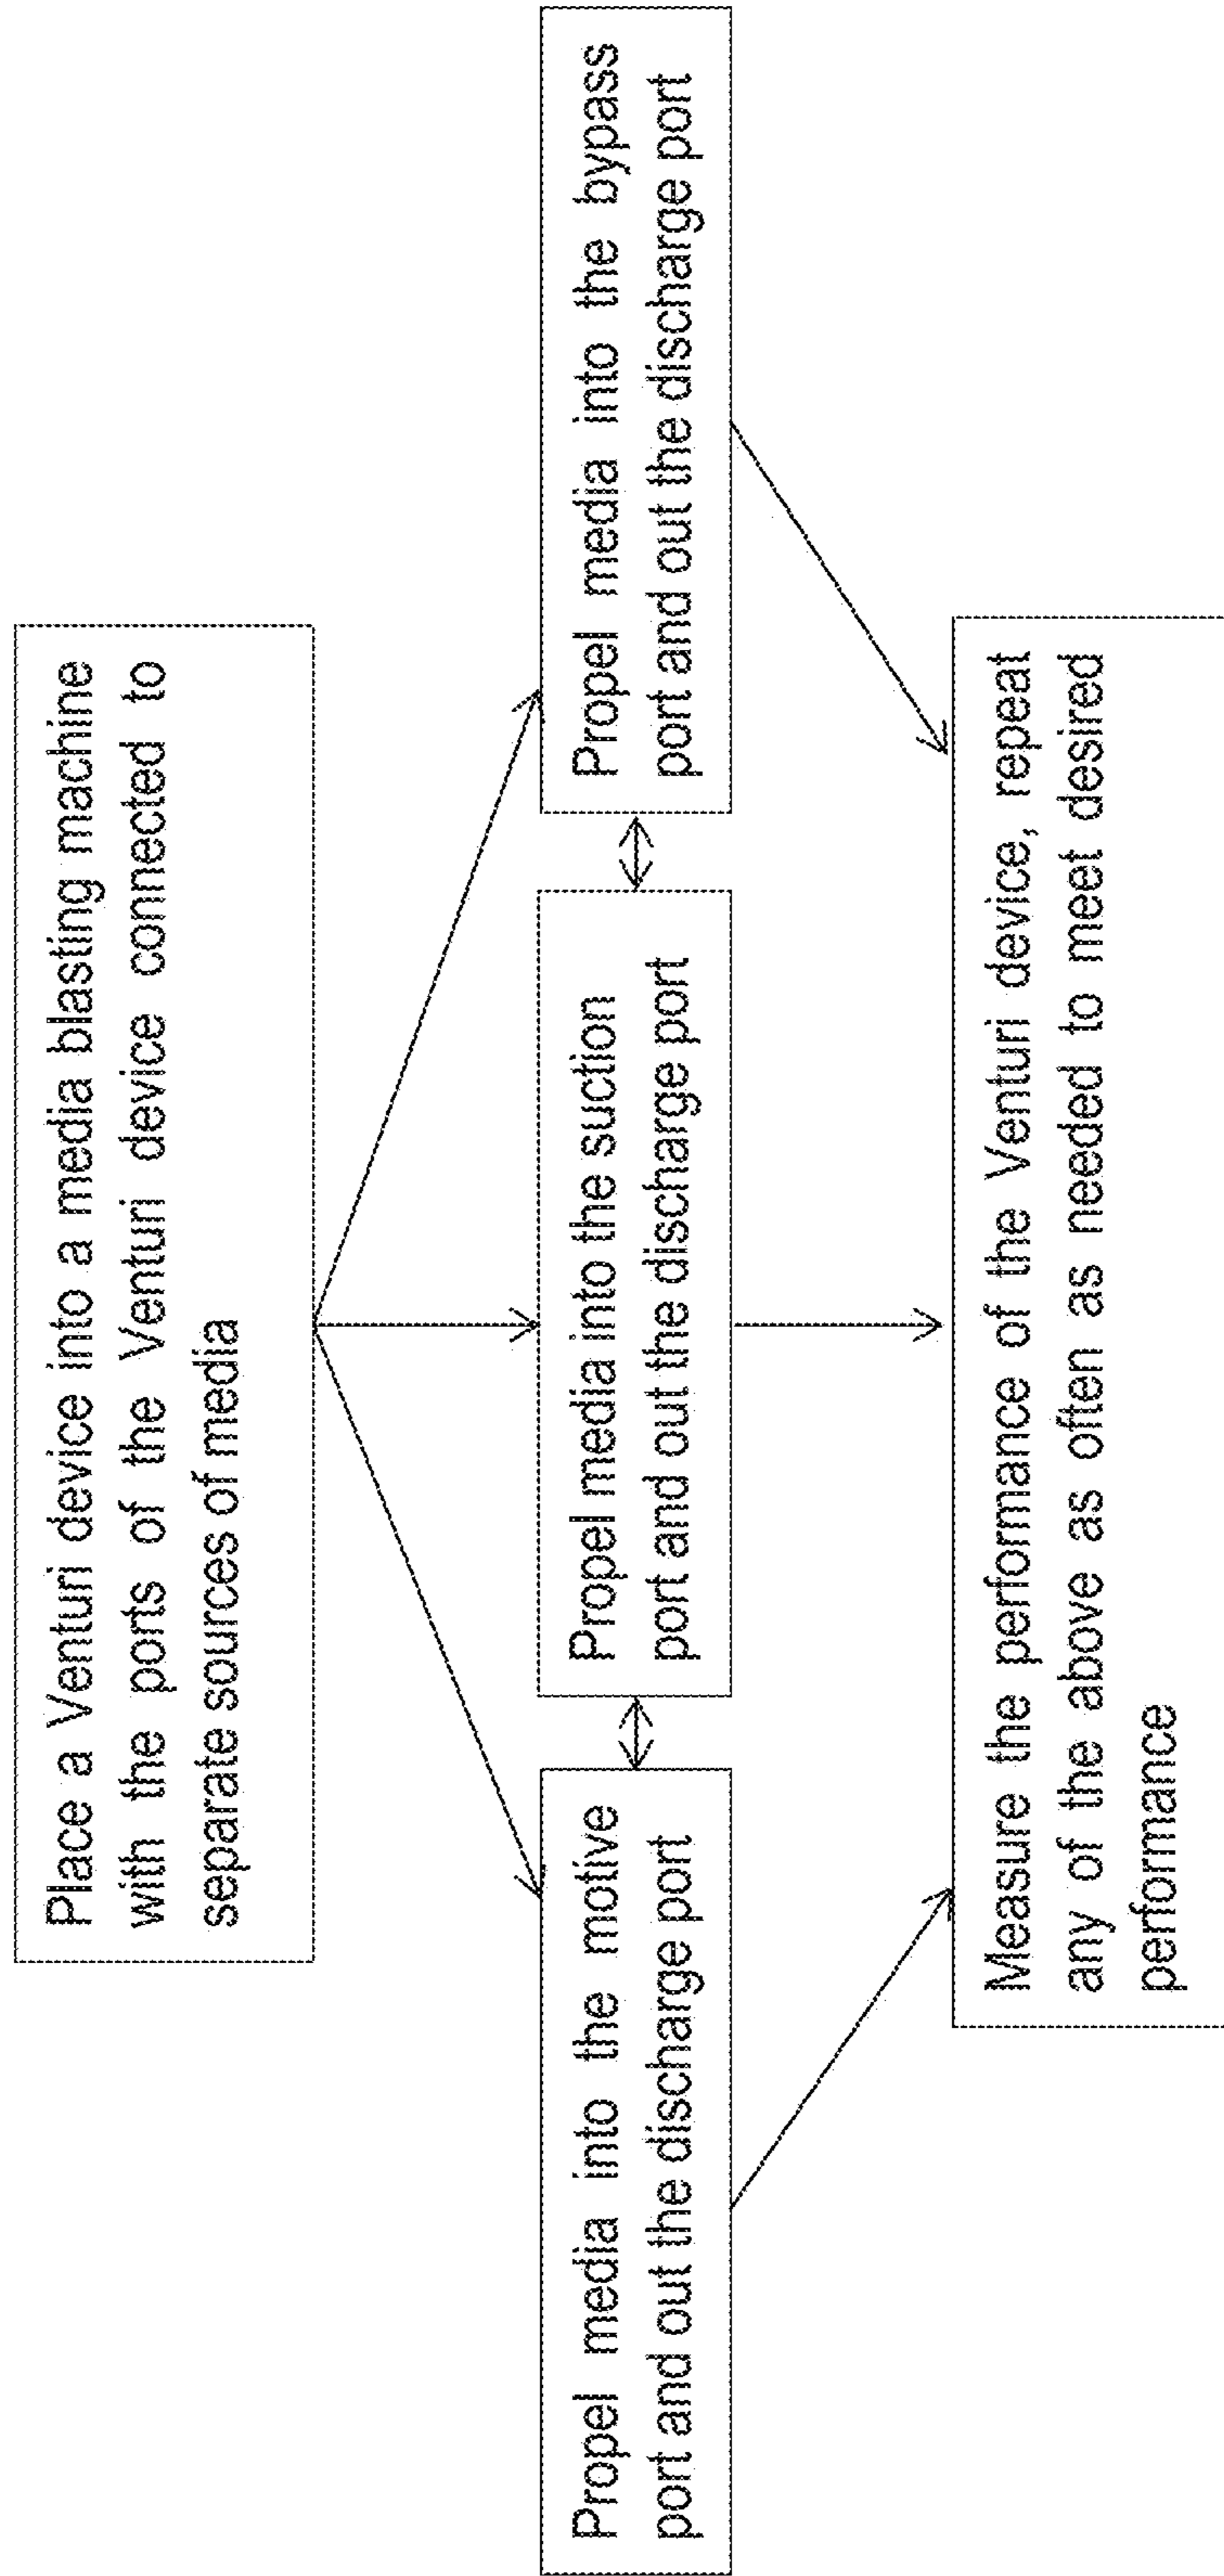 Place a Venturi device into a media blasting machine
with the ports of the Venturi device connected to
separate sources of media
Propel media into the motive
port and out the discharge port
Propel media into the suction
port and out the discharge port
Propel media into the bypass
port and out the discharge port
Measure the performance of the Venturi device, repeat
any of the above as often as needed to meet desired
performance